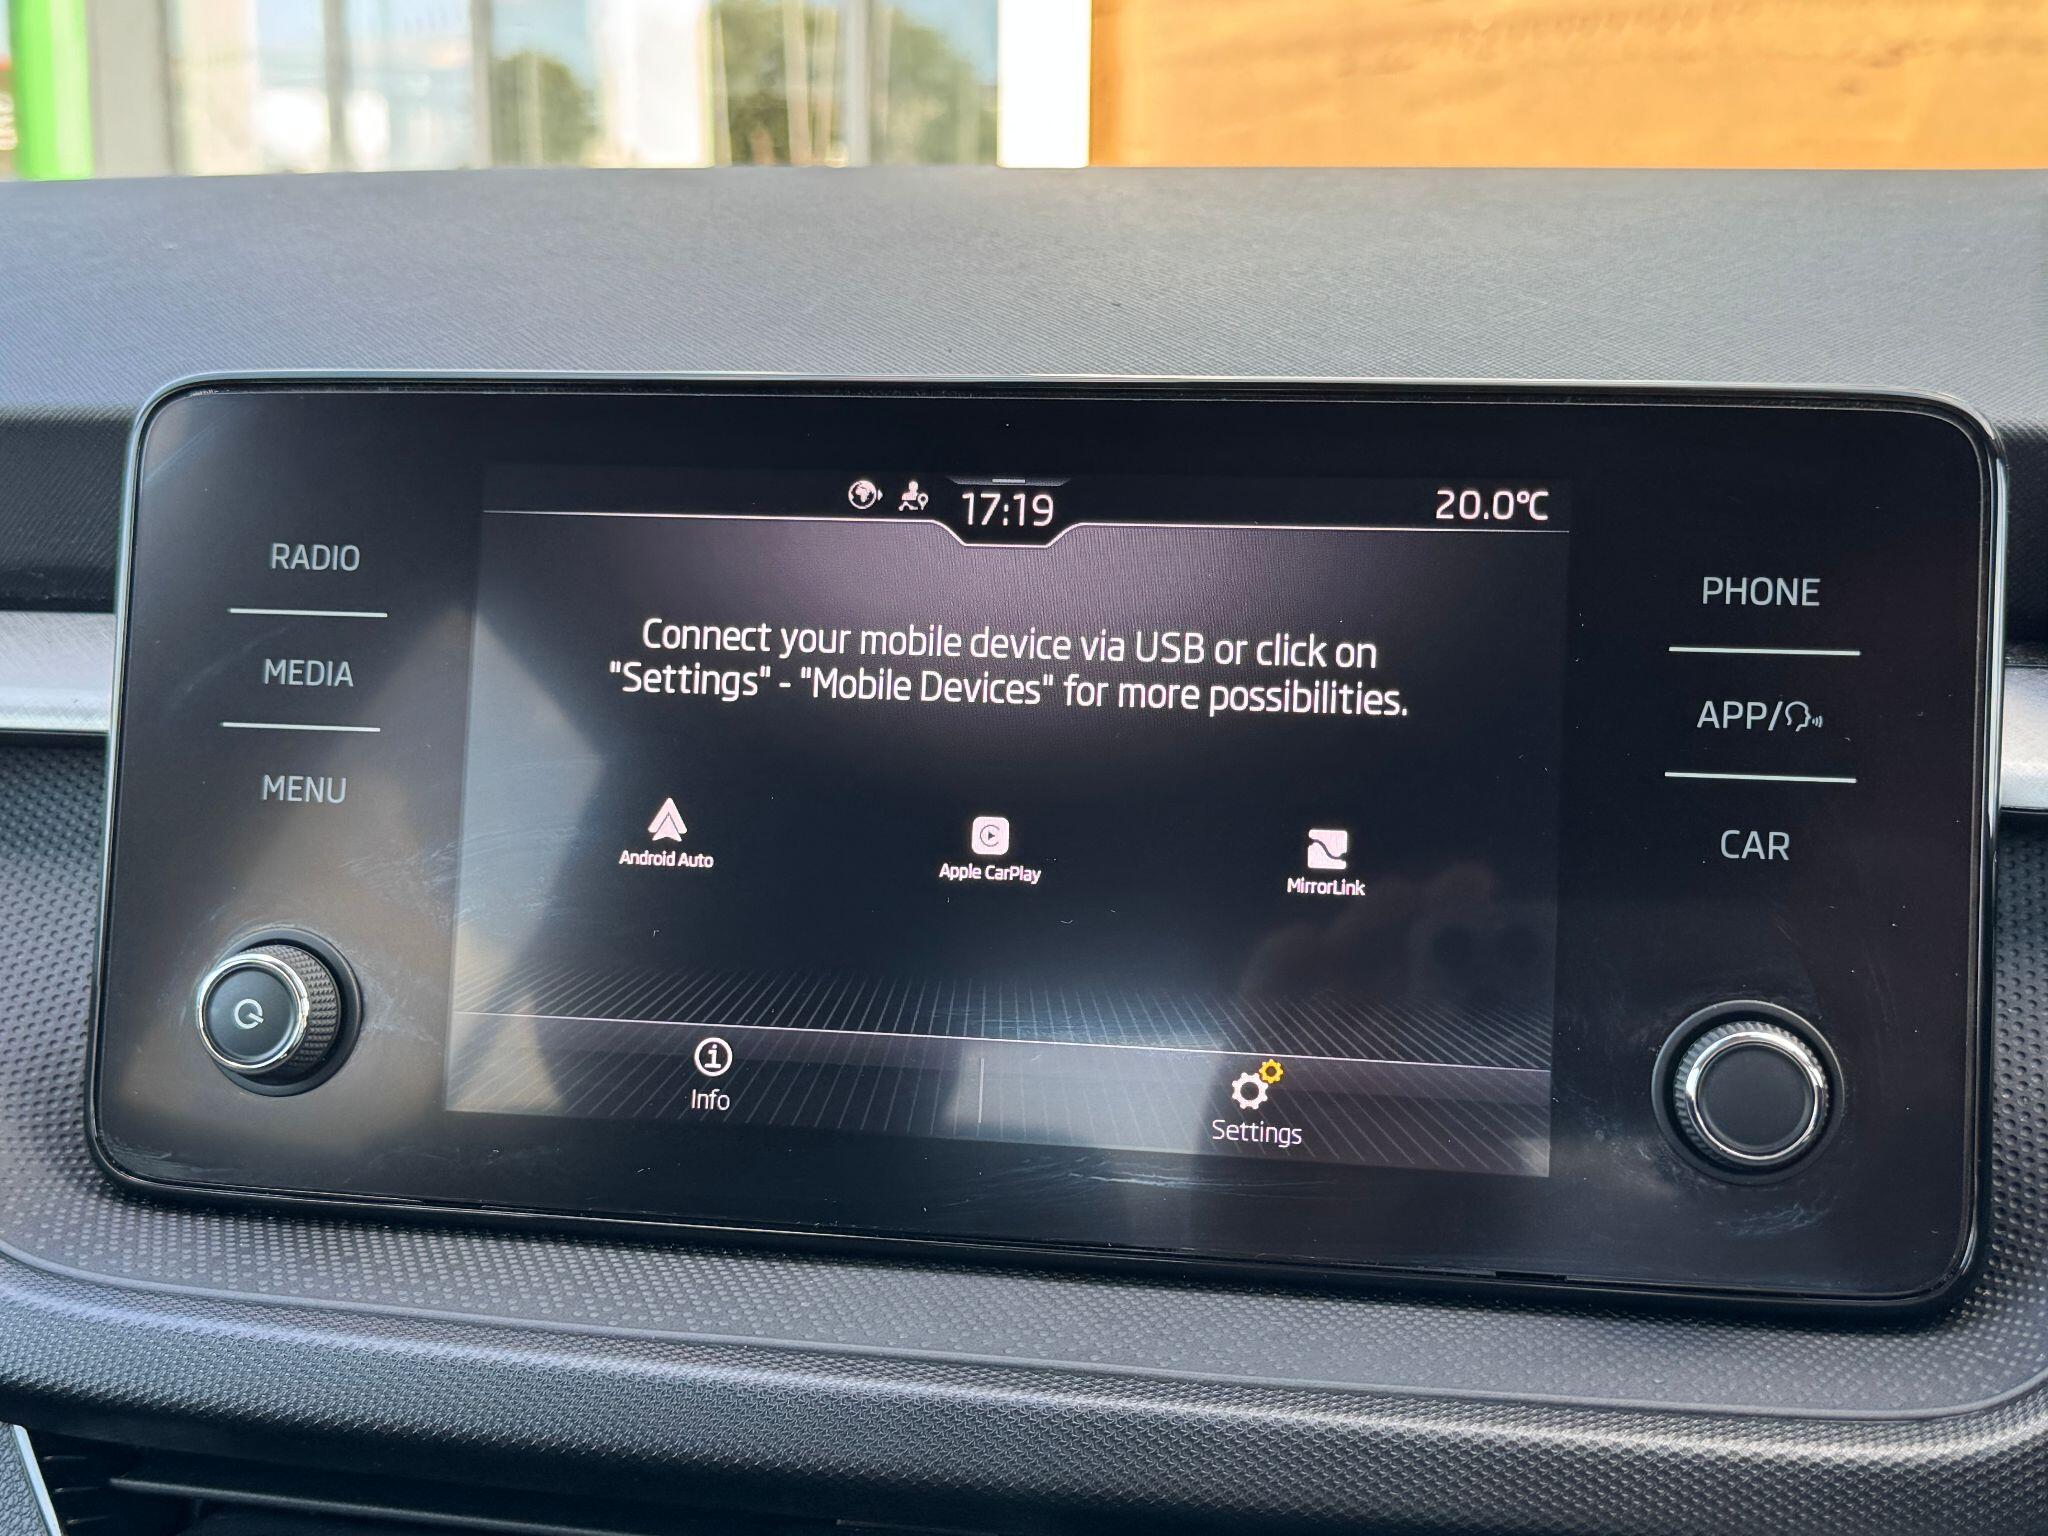 17:19
20.0°C
RADIO
MEDIA
MENU
Connect your mobile device via USB or click on
"Settings" - "Mobile Devices" for more possibilities.
Android Auto
Apple CarPlay
MirrorLink
Info
Settings
PHONE
APP/
CAR